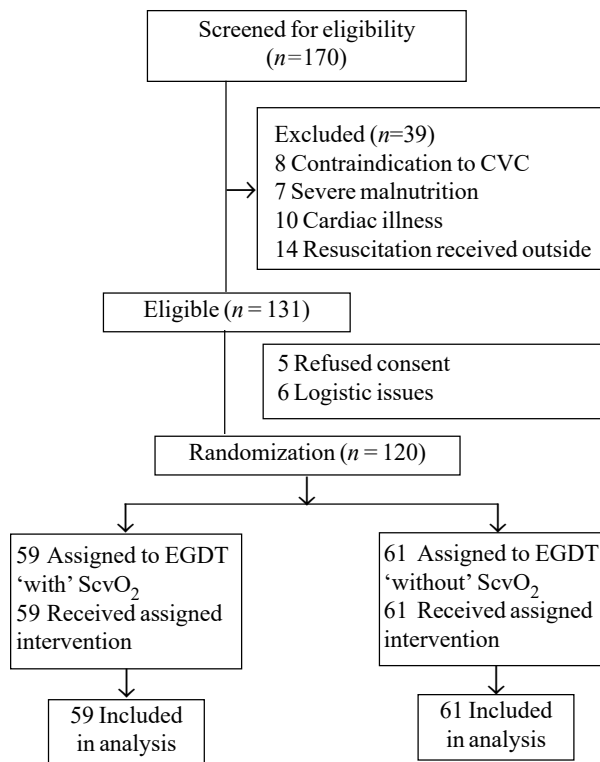 Screened for eligibility
(n=170)
Excluded (n=39)
8 Contraindication to CVC
7 Severe malnutrition
10 Cardiac illness
14 Resuscitation received outside
Eligible (n = 131)
5 Refused consent
6 Logistic issues
Randomization (n = 120)
59 Assigned to EGDT
‘with’ ScvO2
59 Received assigned
intervention
61 Assigned to EGDT
‘without’ ScvO2
61 Received assigned
intervention
59 Included
in analysis
61 Included
in analysis